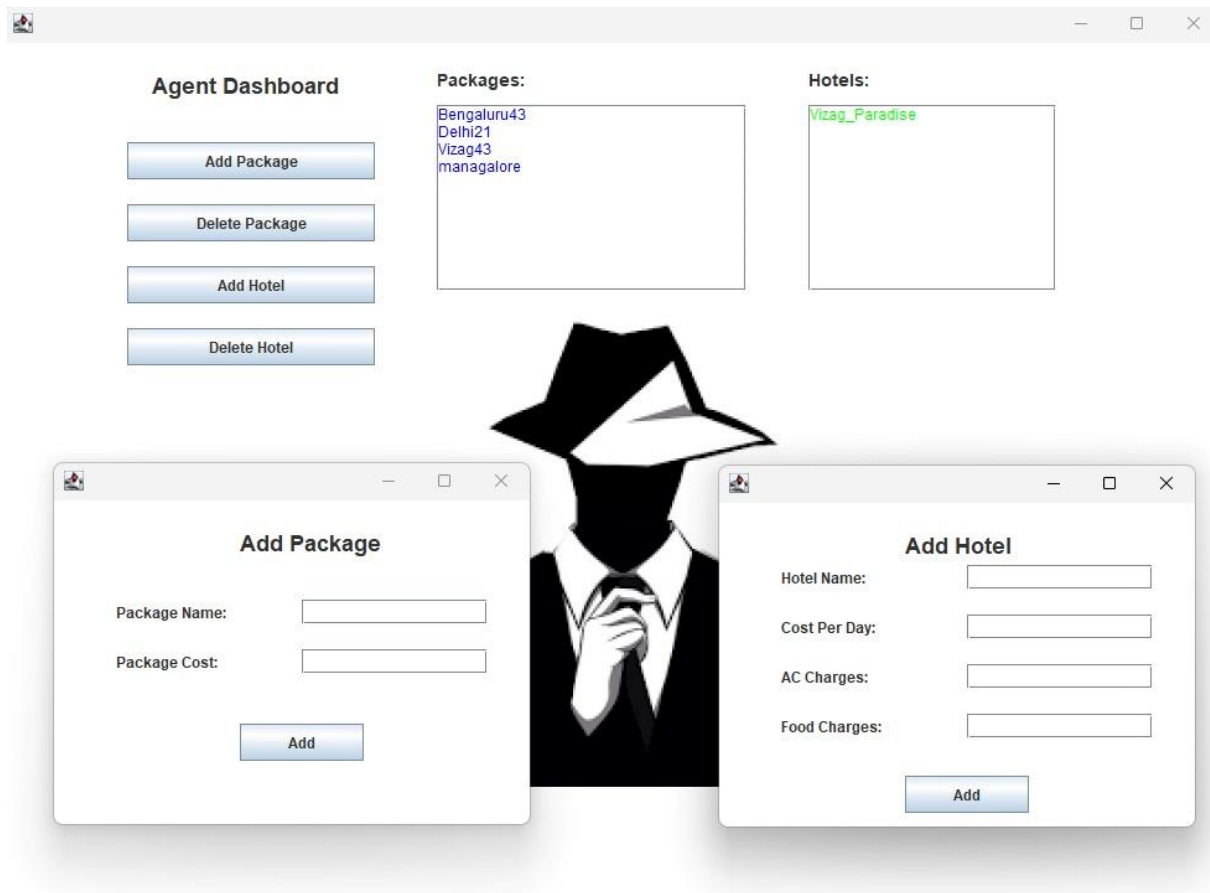 Agent Dashboard
Add Package
Delete Package
Add Hotel
Delete Hotel
Packages:
Bengaluru43
Delhi21
Vizag43
managalore
Hotels:
Vizag_Paradise
Add Package
Package Name:
Package Cost:
Add
Add Hotel
Hotel Name:
Cost Per Day:
AC Charges:
Food Charges:
Add